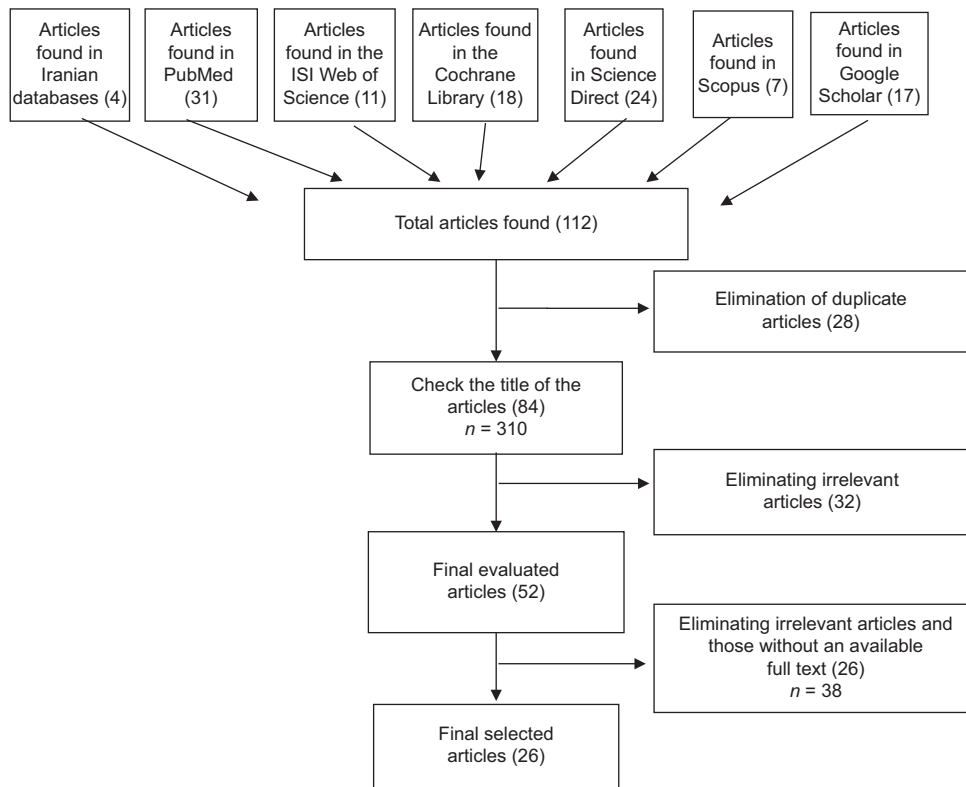 Articles
found in
Iranian
databases (4)
Articles
found in
PubMed
(31)
Articles
found in the
ISI Web of
Science (11)
Articles found
in the
Cochrane
Library (18)
Articles
found
in Science
Direct (24)
Articles
found in
Scopus (7)
Articles
found in
Google
Scholar (17)
Total articles found (112)
Elimination of duplicate
articles (28)
Check the title of the
articles (84)
n = 310
Eliminating irrelevant
articles (32)
Final evaluated
articles (52)
Eliminating irrelevant articles and
those without an available
full text (26)
n = 38
Final selected
articles (26)